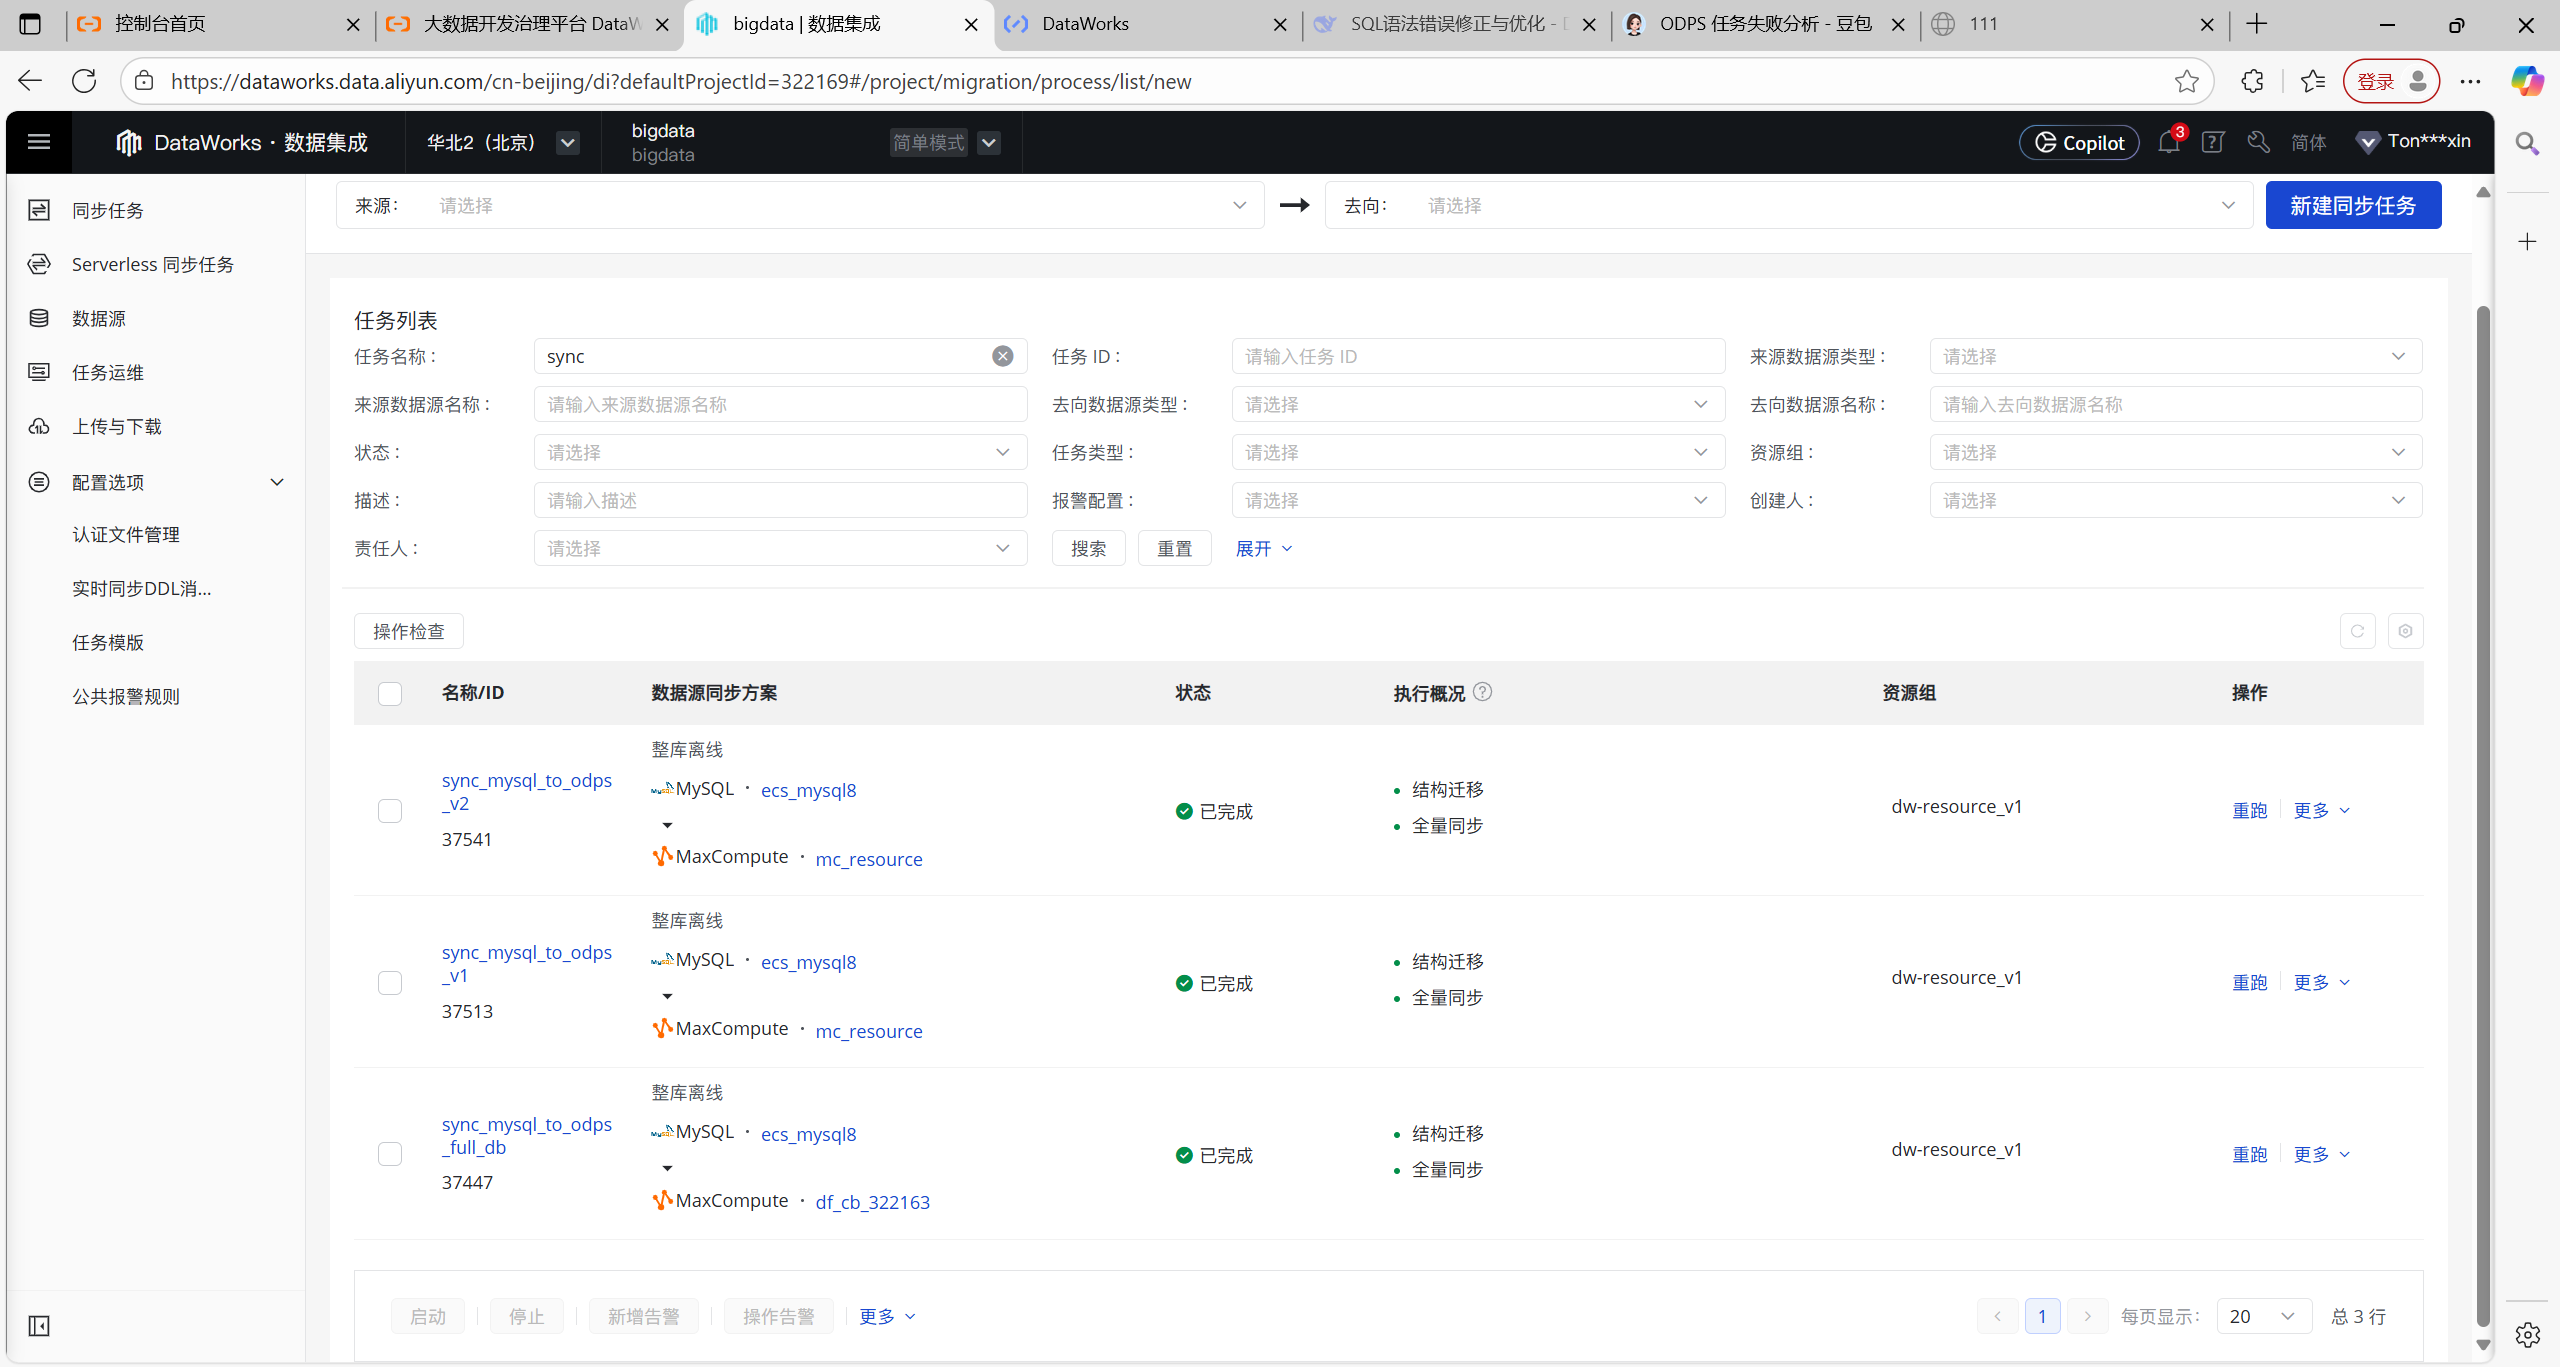 控制台首页
大数据开发治理平台 DataW
bigdata | 数据集成
DataWorks
SQL语法错误修正与优化 -
ODPS 任务失败分析 - 豆包
111
https://dataworks.data.aliyun.com/cn-beijing/di?defaultProjectId=322169#/project/migration/process/list/new
登录
DataWorks · 数据集成
华北2（北京）
bigdata
bigdata
简单模式
Copilot
3
简体
Ton***xin
同步任务
Serverless 同步任务
数据源
任务运维
上传与下载
配置选项
认证文件管理
实时同步DDL消...
任务模版
公共报警规则
来源： 请选择
去向： 请选择
新建同步任务
任务列表
任务名称： sync
任务 ID： 请输入任务 ID
来源数据源类型： 请选择
来源数据源名称： 请输入来源数据源名称
去向数据源类型： 请选择
去向数据源名称： 请输入去向数据源名称
状态： 请选择
任务类型： 请选择
资源组： 请选择
描述： 请输入描述
报警配置： 请选择
创建人： 请选择
责任人： 请选择
搜索 重置 展开
操作检查
名称/ID 数据源同步方案 状态 执行概况 资源组 操作
sync_mysql_to_odps
_v2
37541
整库离线
MySQL · ecs_mysql8
MaxCompute · mc_resource
已完成
结构迁移
全量同步
dw-resource_v1
重跑 更多
sync_mysql_to_odps
_v1
37513
整库离线
MySQL · ecs_mysql8
MaxCompute · mc_resource
已完成
结构迁移
全量同步
dw-resource_v1
重跑 更多
sync_mysql_to_odps
_full_db
37447
整库离线
MySQL · ecs_mysql8
MaxCompute · df_cb_322163
已完成
结构迁移
全量同步
dw-resource_v1
重跑 更多
启动 停止 新增告警 操作告警 更多
1 每页显示： 20 总 3 行